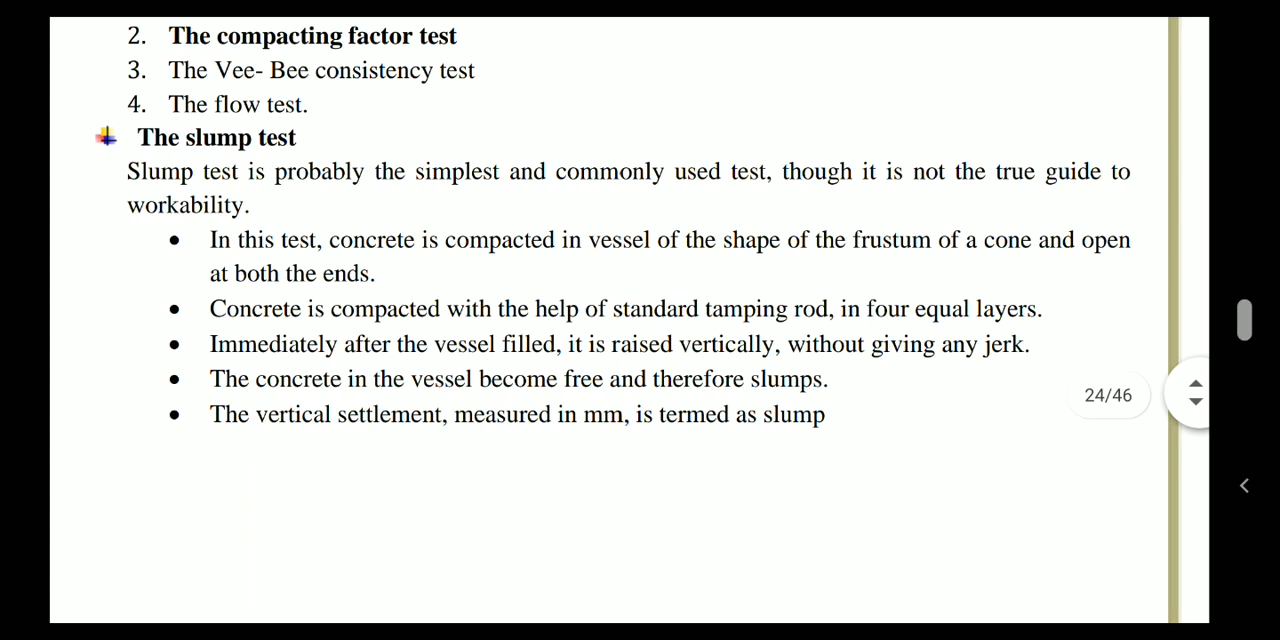 2. The compacting factor test
3. The Vee- Bee consistency test
4. The flow test.
The slump test
Slump test is probably the simplest and commonly used test, though it is not the true guide to
workability.
• In this test, concrete is compacted in vessel of the shape of the frustum of a cone and open
at both the ends.
• Concrete is compacted with the help of standard tamping rod, in four equal layers.
• Immediately after the vessel filled, it is raised vertically, without giving any jerk.
• The concrete in the vessel become free and therefore slumps.
• The vertical settlement, measured in mm, is termed as slump
24/46